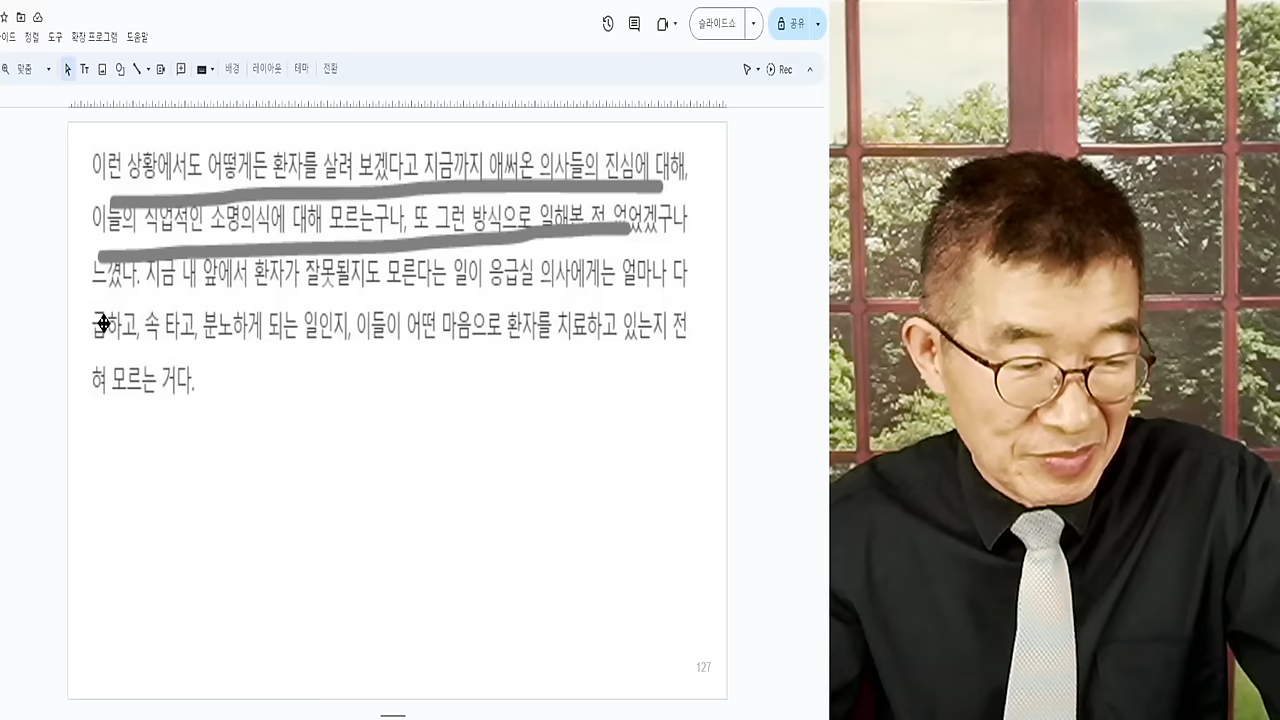 이드 정렬 도구 확장 프로그램 도움말
슬라이드쇼
공유
맞춤
배경 레이아웃 테마 전환
Rec
이런 상황에서도 어떻게든 환자를 살려 보겠다고 지금까지 애써온 의사들의 진심에 대해,
이들의 직업적인 소명의식에 대해 모르는구나, 또 그런 방식으로 일해본 적 없었겠구나
느꼈다. 지금 내 앞에서 환자가 잘못될지도 모른다는 일이 응급실 의사에게는 얼마나 다
급하고, 속 타고, 분노하게 되는 일인지, 이들이 어떤 마음으로 환자를 치료하고 있는지 전
혀 모르는 거다.
127